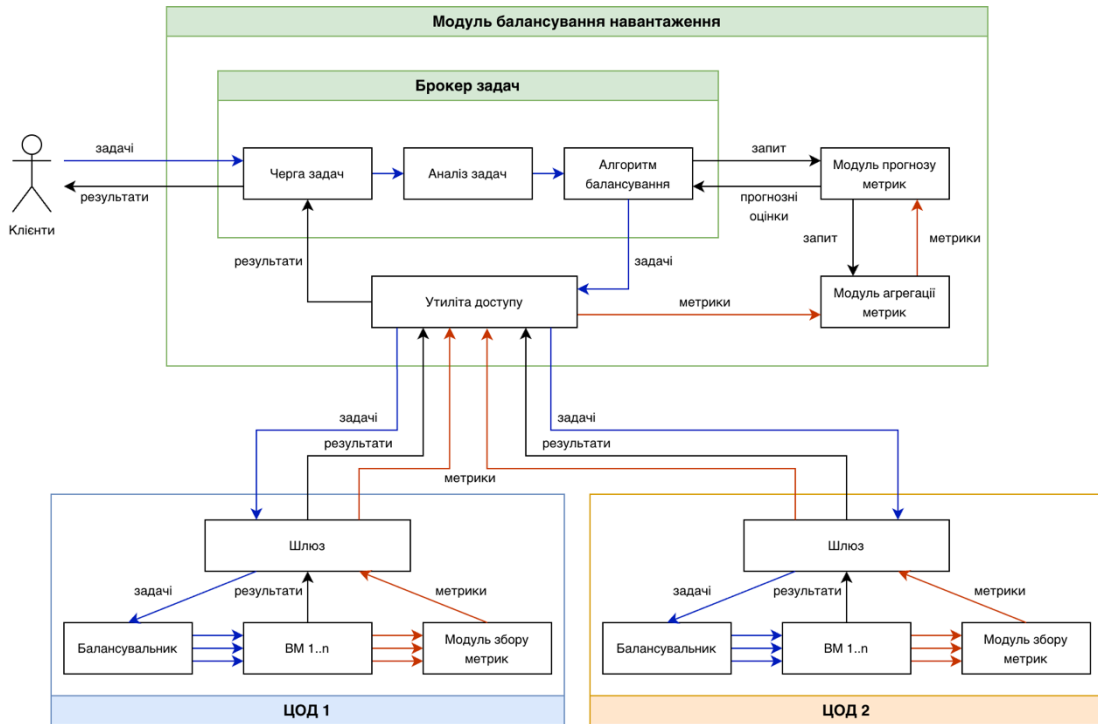 Модуль балансування навантаження
Брокер задач
задачі
результати
Клієнти
Черга задач
Аналіз задач
Алгоритм
балансування
запит
прогнозні
оцінки
Модуль прогнозу
метрик
запит
метрики
результати
задачі
Утиліта доступу
метрики
Модуль агрегації
метрик
задачі
результати
метрики
задачі
результати
Шлюз
задачі
результати
метрики
Балансувальник
ВМ 1..n
Модуль збору
метрик
ЦОД 1
Шлюз
задачі
результати
метрики
Балансувальник
ВМ 1..n
Модуль збору
метрик
ЦОД 2